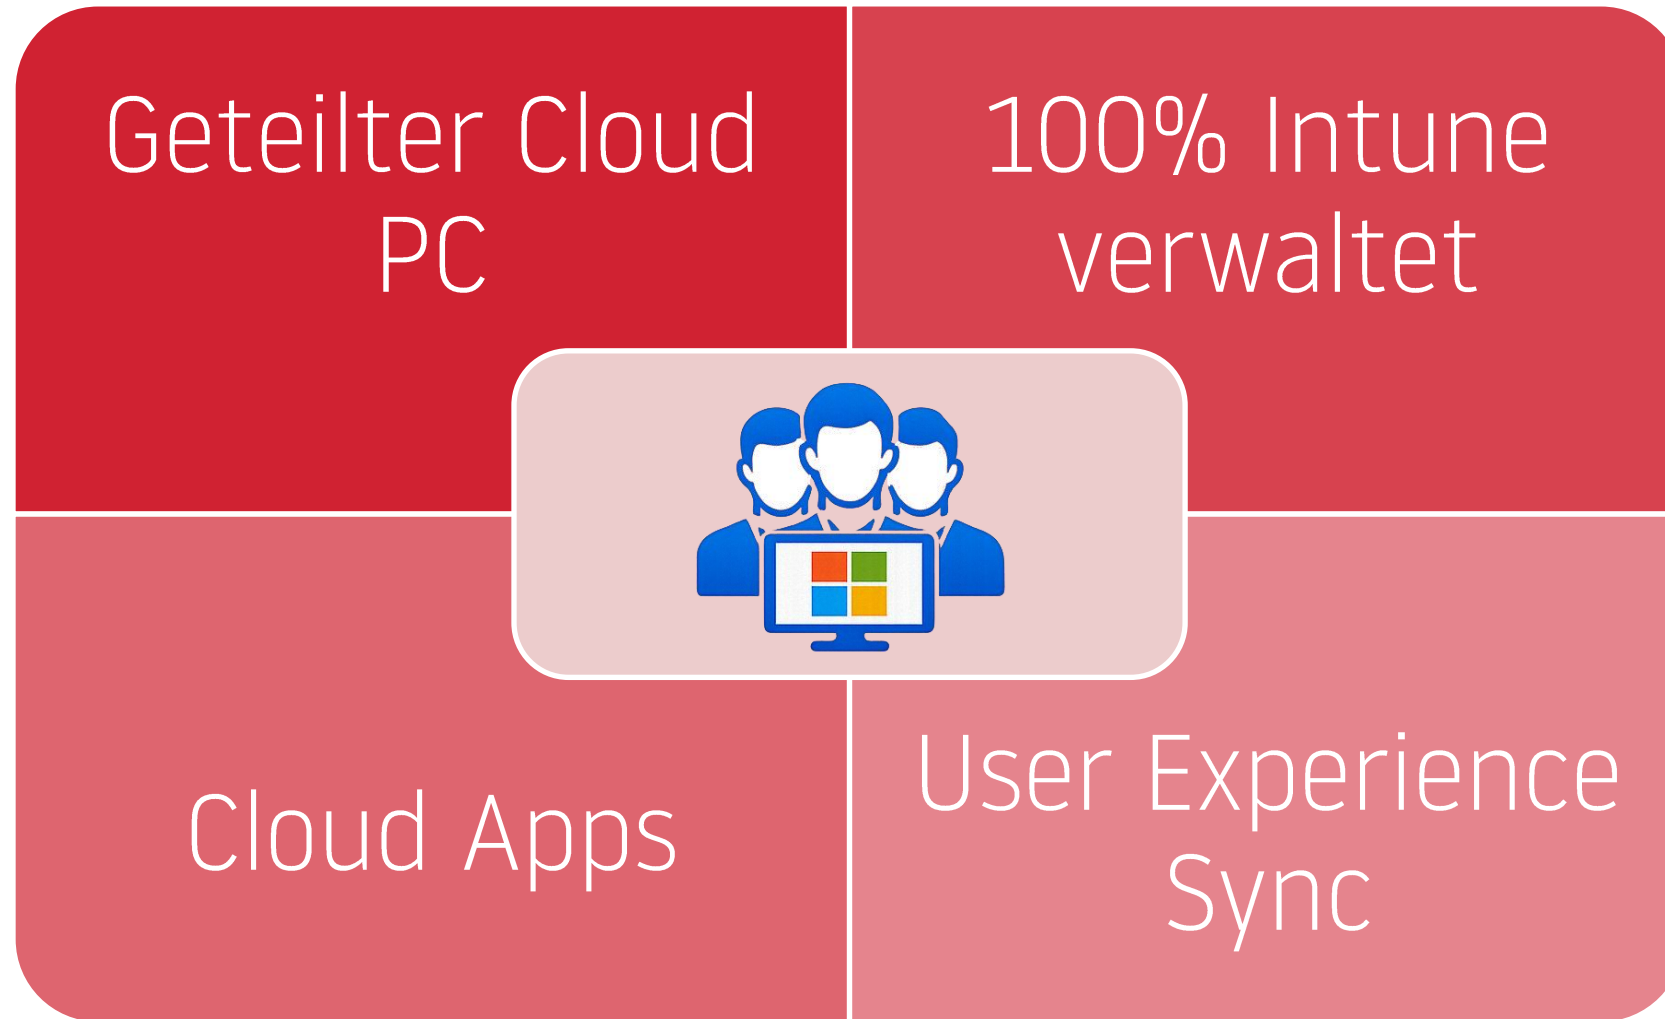 Geteilter Cloud
PC
100% Intune
verwaltet
Cloud Apps
User Experience
Sync